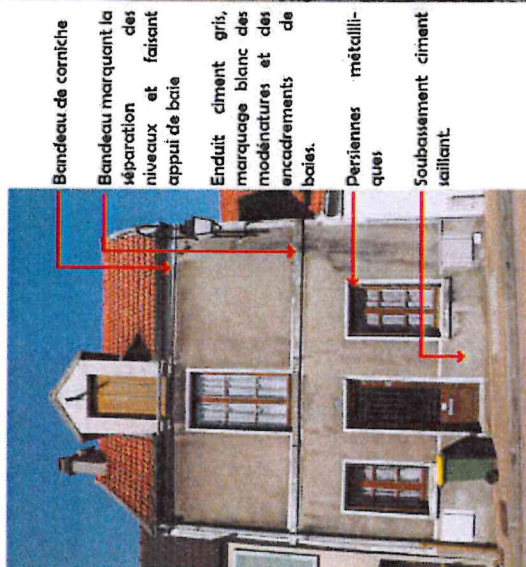 Bandeau de corniche
Bandeau marquant la
séparation des
niveaux et faisant
appui de baie
Enduit ciment gris,
marquage blanc des
modénatures et des
encadrements de
baies.
Persiennes métalli-
ques
Soubassement ciment
saillant.